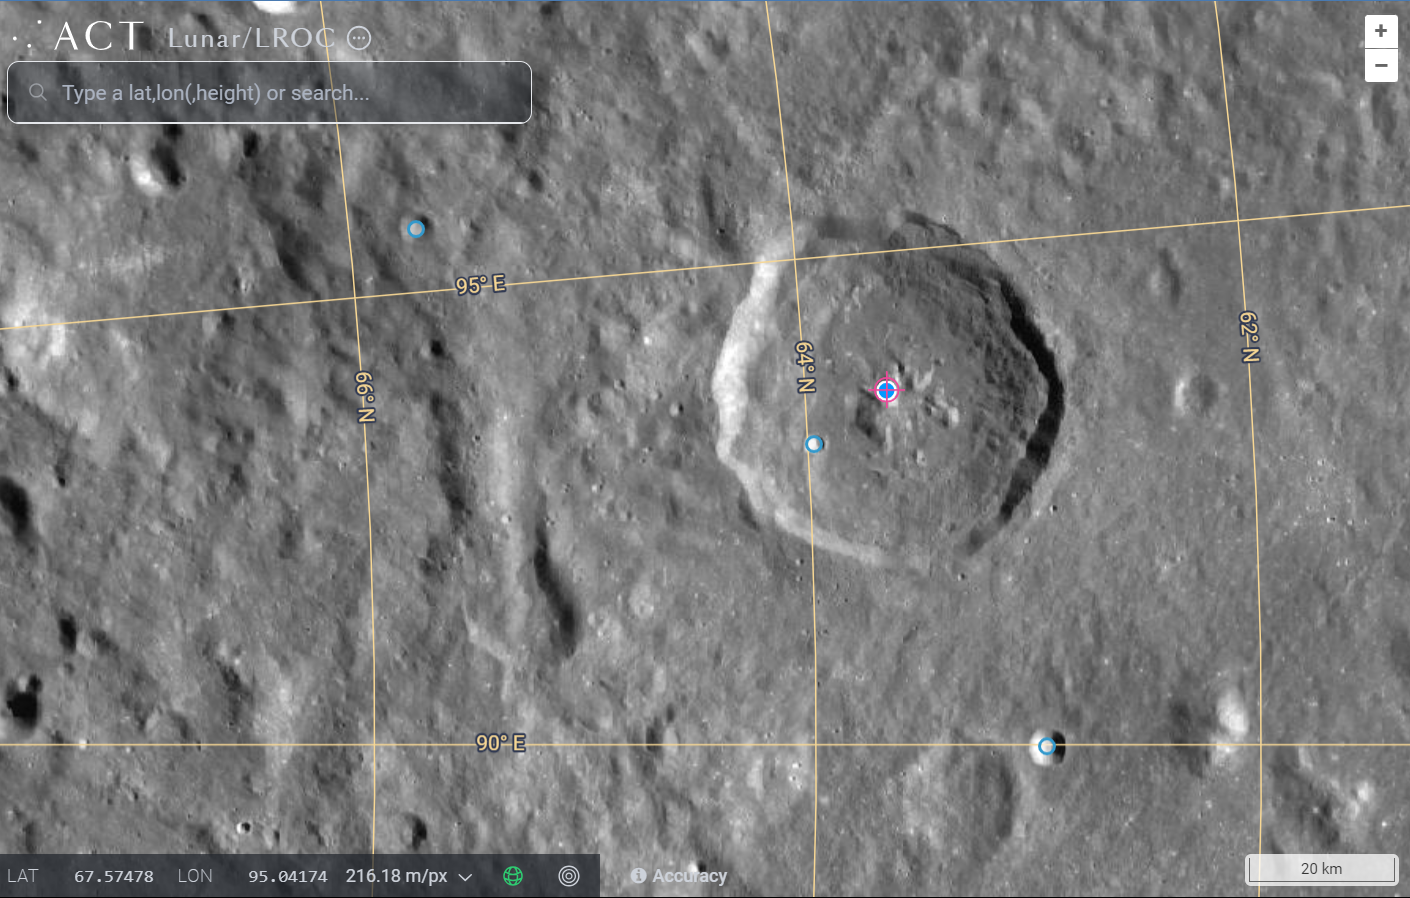 ACT Lunar/LROC
+
Type a lat,lon(,height) or search...
−
95° E
62° N
64° N
66° N
90° E
LAT 67.57478 LON 95.04174 216.18 m/px Accuracy 20 km